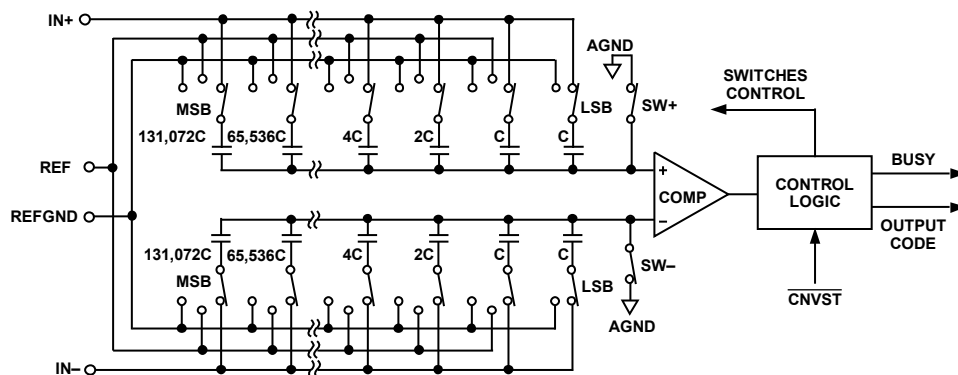 IN+
AGND
SWITCHES
CONTROL
MSB
LSB
SW+
131,072C
65,536C
4C
2C
C
C
BUSY
REF
COMP
CONTROL
LOGIC
REFGND
OUTPUT
CODE
131,072C
65,536C
4C
2C
C
C
SW–
MSB
LSB
CNVST
AGND
IN–